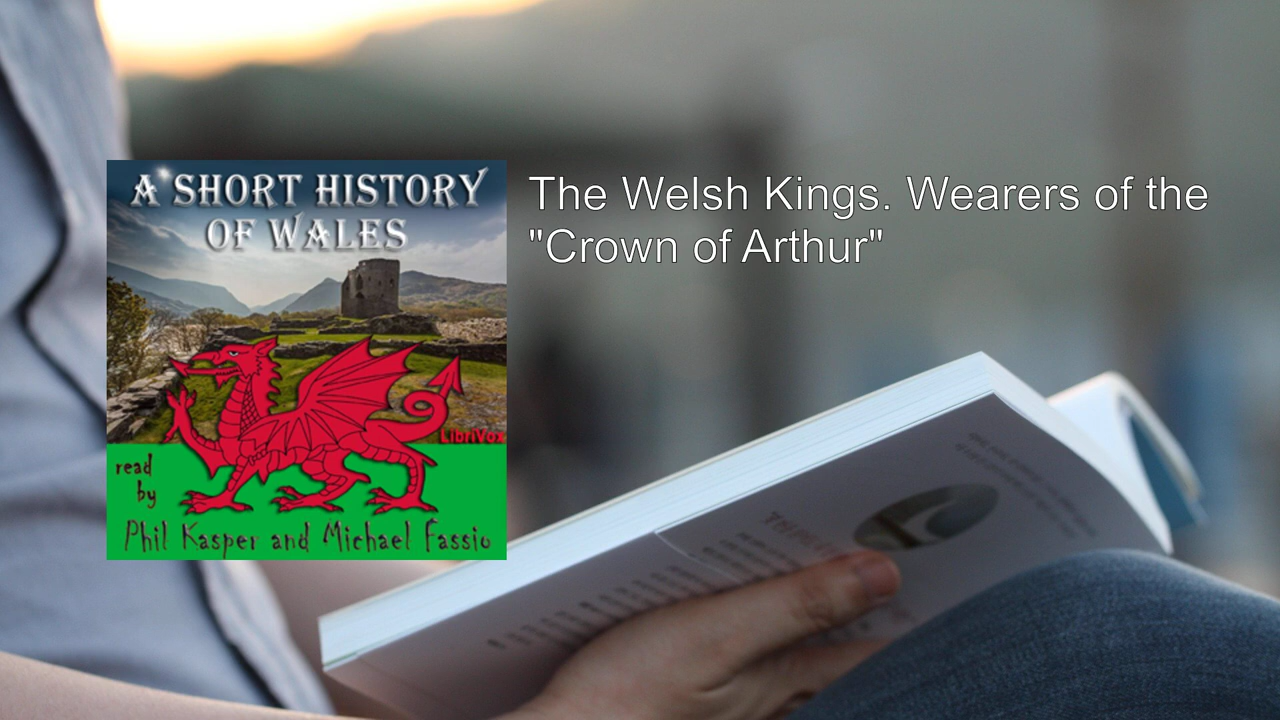 A SHORT HISTORY
OF WALES
LibriVox
read
by
Phil Kasper and Michael Fassio
The Welsh Kings. Wearers of the
"Crown of Arthur"